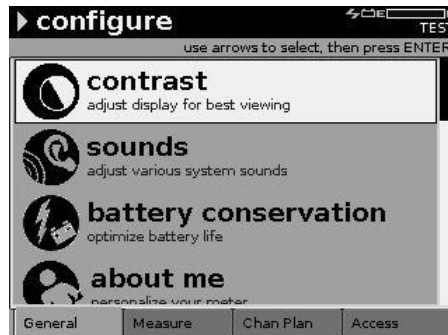 configure
TEST
use arrows to select, then press ENTER
contrast
adjust display for best viewing
sounds
adjust various system sounds
battery conservation
optimize battery life
about me
personalize your meter
General Measure Chan Plan Access